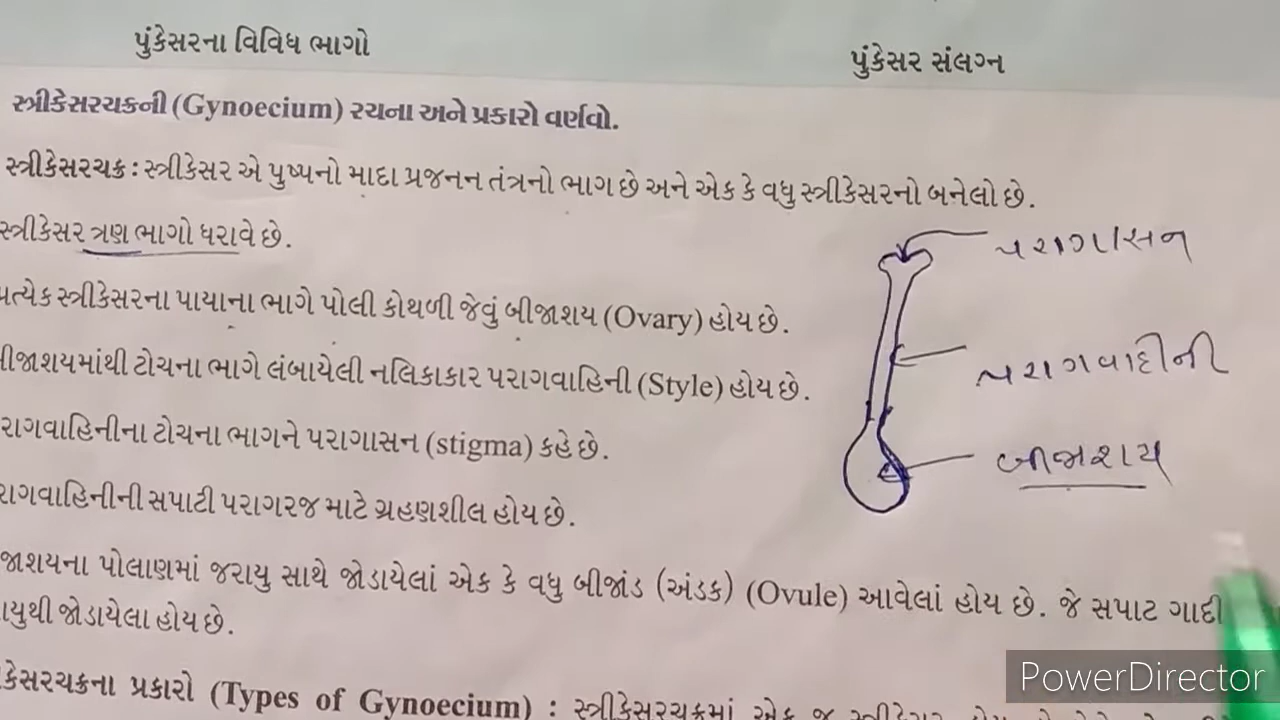 પુંકેસરના વિવિધ ભાગો
પુંકેસર સંલગ્ન
સ્ત્રીકેસરચક્રની (Gynoecium) રચના અને પ્રકારો વર્ણવો.
સ્ત્રીકેસરચક્ર : સ્ત્રીકેસર એ પુષ્પનો માદા પ્રજનન તંત્રનો ભાગ છે અને એક કે વધુ સ્ત્રીકેસરનો બનેલો છે.
સ્ત્રીકેસર ત્રણ ભાગો ધરાવે છે.
પરાગાસન
પ્રત્યેક સ્ત્રીકેસરના પાયાના ભાગે પોલી કોથળી જેવું બીજાશય (Ovary) હોય છે.
પરાગવાહીની
બીજાશયમાંથી ટોચના ભાગે લંબાયેલી નલિકાકાર પરાગવાહિની (Style) હોય છે.
રાગવાહિનીના ટોચના ભાગને પરાગાસન (stigma) કહે છે.
બીજાશય
રાગવાહિનીની સપાટી પરાગરજ માટે ગ્રહણશીલ હોય છે.
જાશયના પોલાણમાં જરાયુ સાથે જોડાયેલાં એક કે વધુ બીજાંડ (અંડક) (Ovule) આવેલાં હોય છે. જે સપાટ ગાદી
ાયુથી જોડાયેલા હોય છે.
કેસરચક્રના પ્રકારો (Types of Gynoecium) : સ્ત્રીકેસરચક્રમાં એક જ સ્ત્રીકેસર હોય
PowerDirector